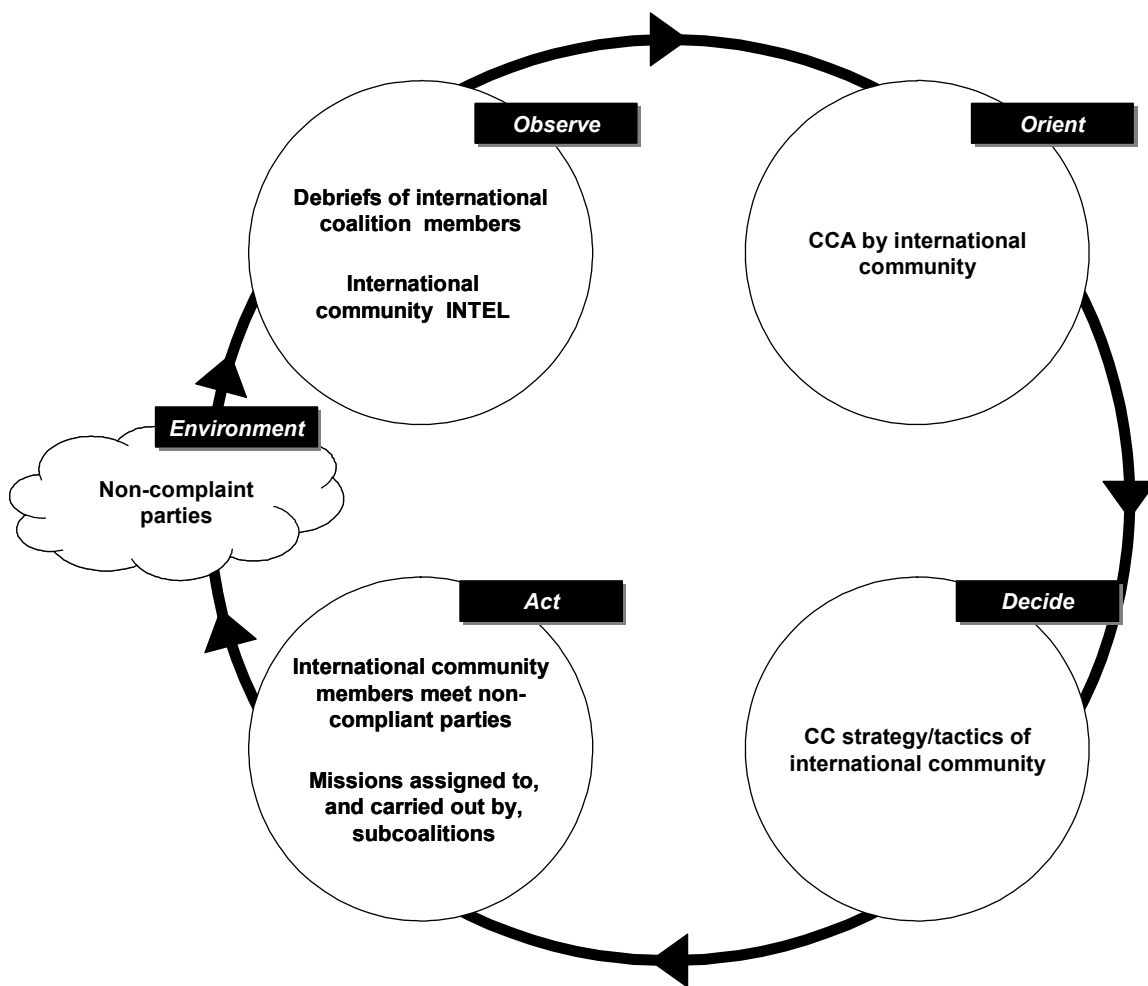 Observe
Debriefs of international
coalition members
International
community INTEL
Orient
CCA by international
community
Decide
CC strategy/tactics of
international community
Act
International community
members meet non-
compliant parties
Missions assigned to,
and carried out by,
subcoalitions
Environment
Non-complaint
parties